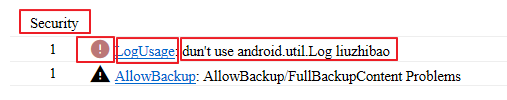 Security
1 LogUsage: dun't use android.util.Log liuzhibao
1 AllowBackup: AllowBackup/FullBackupContent Problems